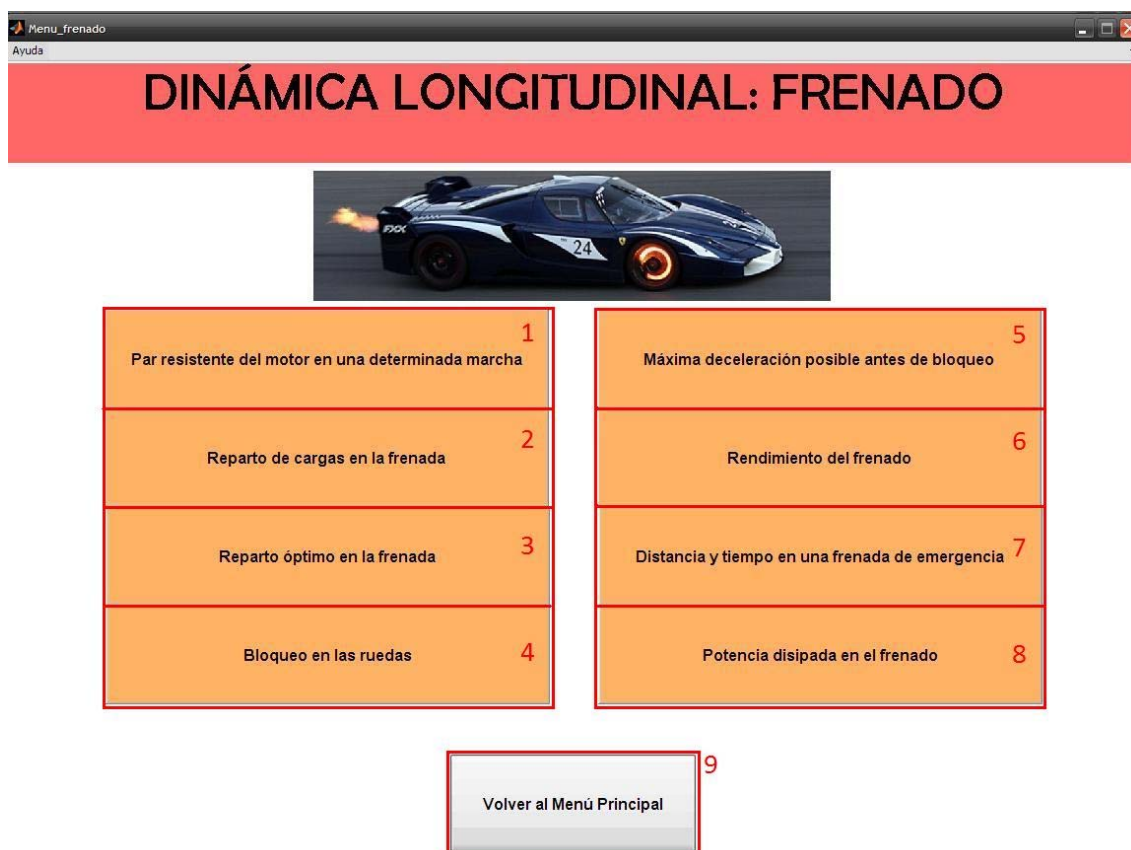 Menu_frenado
Ayuda
DINÁMICA LONGITUDINAL: FRENADO
FXX
24
1
Par resistente del motor en una determinada marcha
2
Reparto de cargas en la frenada
3
Reparto óptimo en la frenada
4
Bloqueo en las ruedas
5
Máxima deceleración posible antes de bloqueo
6
Rendimiento del frenado
7
Distancia y tiempo en una frenada de emergencia
8
Potencia disipada en el frenado
9
Volver al Menú Principal